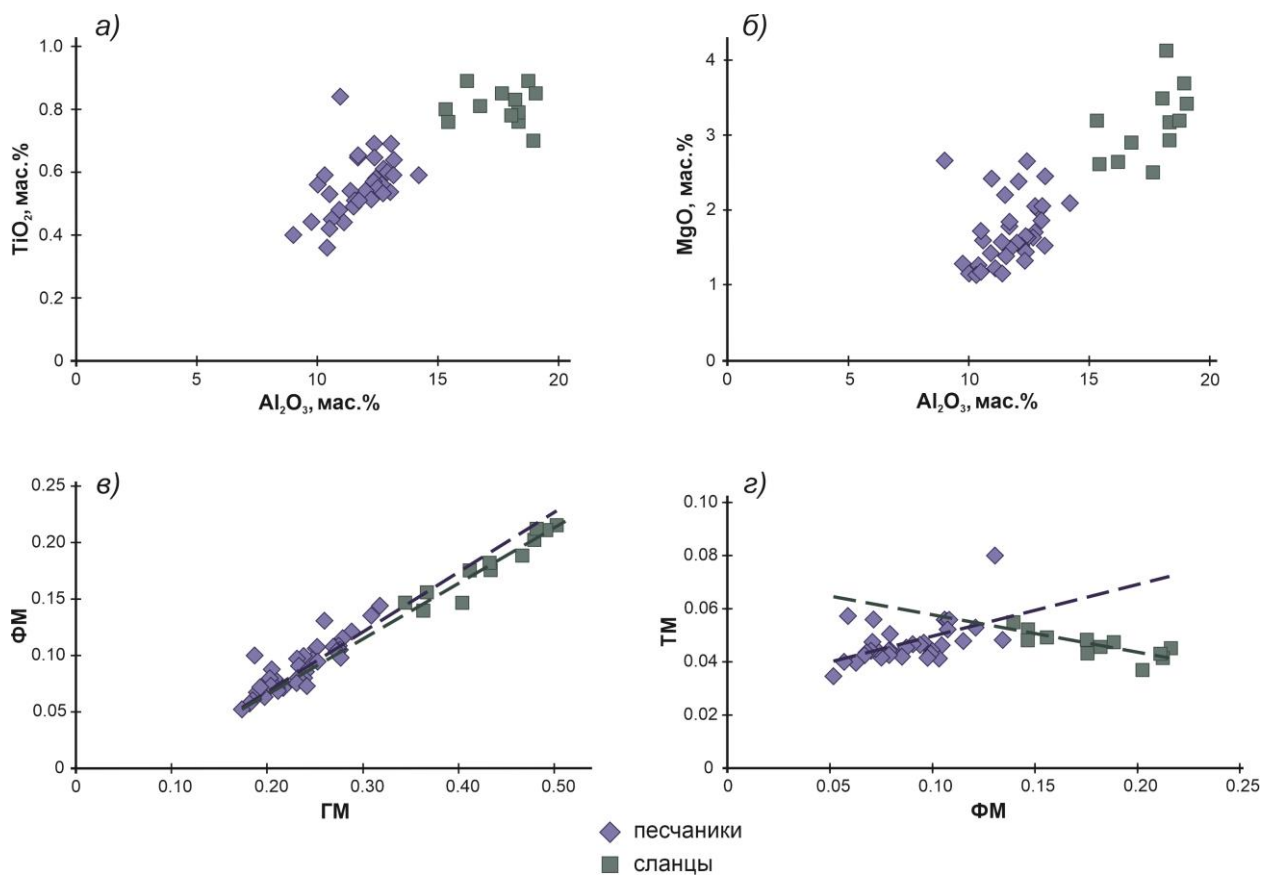 а)
TiO₂, мас.%
1.0
0.8
0.6
0.4
0.2
0
0 5 10 15 20
Al₂O₃, мас.%
б)
MgO, мас.%
4
3
2
1
0
0 5 10 15 20
Al₂O₃, мас.%
в)
ФМ
0.25
0.20
0.15
0.10
0.05
0
0 0.10 0.20 0.30 0.40 0.50
ГМ
г)
ТМ
0.10
0.08
0.06
0.04
0.02
0
0 0.05 0.10 0.15 0.20 0.25
ФМ
песчаники
сланцы